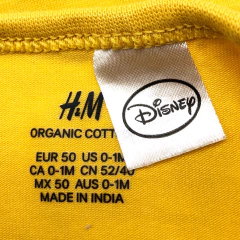 H&M
Disney
ORGANIC COTT
EUR 50 US 0-1M
CA 0-1M CN 52/40
MX 50 AUS 0-1M
MADE IN INDIA